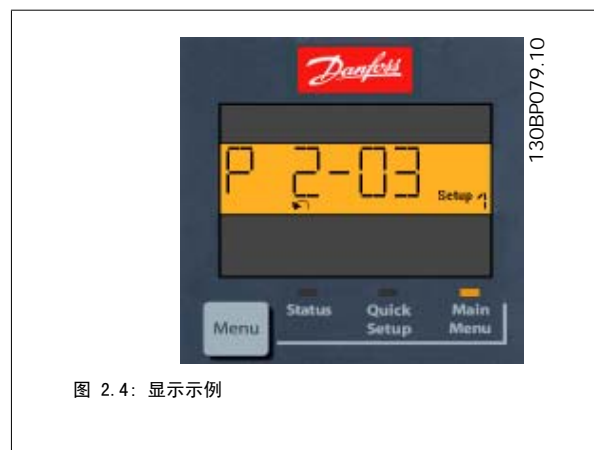 Danfoss
130BP079.10
P 2-03
Setup 1
Status
Quick Setup
Main Menu
Menu
图 2.4: 显示示例